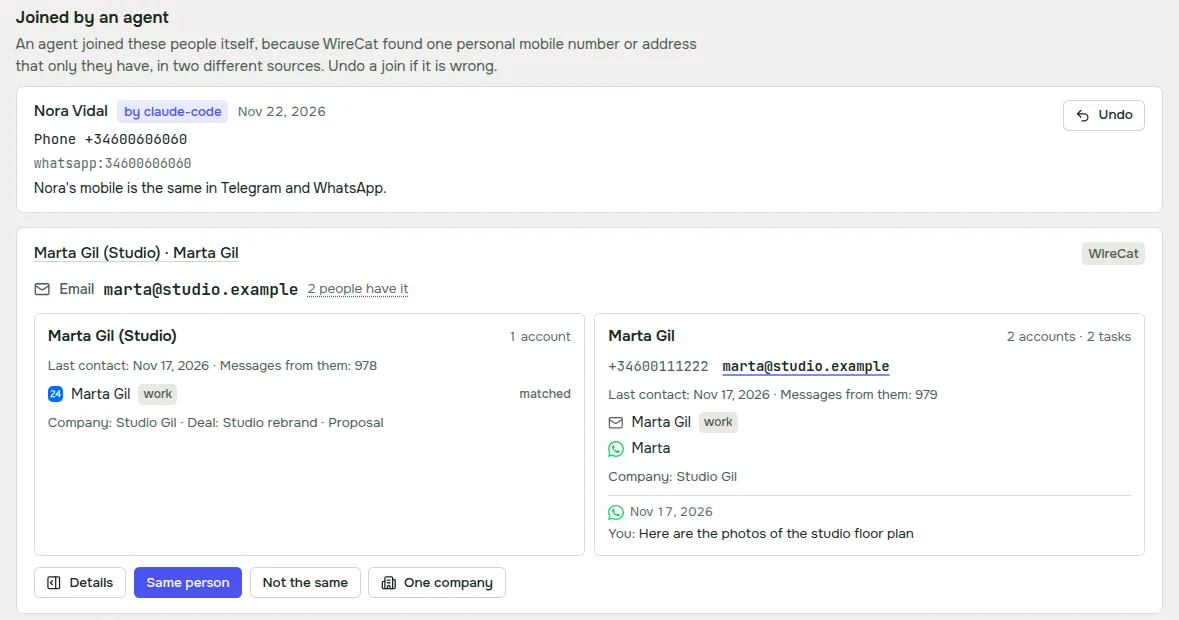 Joined by an agent
An agent joined these people itself, because WireCat found one personal mobile number or address
that only they have, in two different sources. Undo a join if it is wrong.
Nora Vidal by claude-code Nov 22, 2026
Undo
Phone +34600606060
whatsapp:34600606060
Nora's mobile is the same in Telegram and WhatsApp.
Marta Gil (Studio) · Marta Gil
WireCat
Email marta@studio.example 2 people have it
Marta Gil (Studio) 1 account
Last contact: Nov 17, 2026 · Messages from them: 978
24 Marta Gil work matched
Company: Studio Gil · Deal: Studio rebrand · Proposal
Marta Gil 2 accounts · 2 tasks
+34600111222 marta@studio.example
Last contact: Nov 17, 2026 · Messages from them: 979
Marta Gil work
Marta
Company: Studio Gil
Nov 17, 2026
You: Here are the photos of the studio floor plan
Details Same person Not the same One company